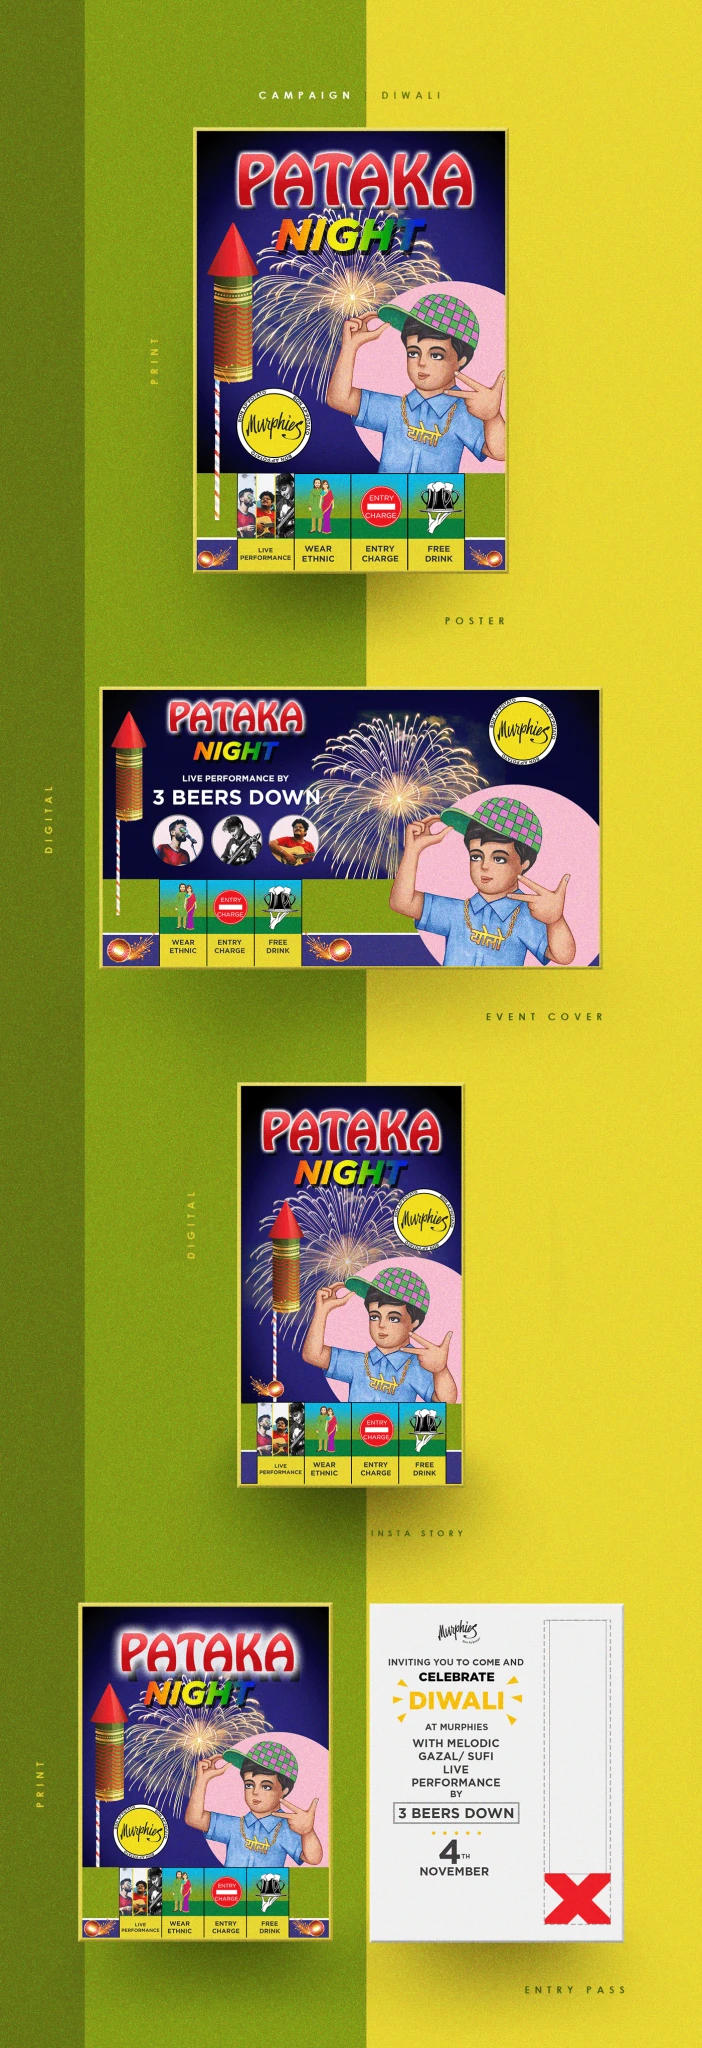 CAMPAIGN | DIWALI
PATAKA
NIGHT
PRINT
BON APPOTATO
Murphies
योलो
ENTRY
CHARGE
LIVE
PERFORMANCE
WEAR
ETHNIC
ENTRY
CHARGE
FREE
DRINK
POSTER
DIGITAL
PATAKA
NIGHT
LIVE PERFORMANCE BY
3 BEERS DOWN
Murphies
योलो
ENTRY
CHARGE
WEAR
ETHNIC
ENTRY
CHARGE
FREE
DRINK
EVENT COVER
DIGITAL
PATAKA
NIGHT
Murphies
योलो
ENTRY
CHARGE
LIVE
PERFORMANCE
WEAR
ETHNIC
ENTRY
CHARGE
FREE
DRINK
INSTA STORY
PRINT
PATAKA
NIGHT
Murphies
योलो
ENTRY
CHARGE
LIVE
PERFORMANCE
WEAR
ETHNIC
ENTRY
CHARGE
FREE
DRINK
Murphies
INVITING YOU TO COME AND
CELEBRATE
DIWALI
AT MURPHIES
WITH MELODIC
GAZAL/ SUFI
LIVE
PERFORMANCE
BY
3 BEERS DOWN
4TH
NOVEMBER
ENTRY PASS